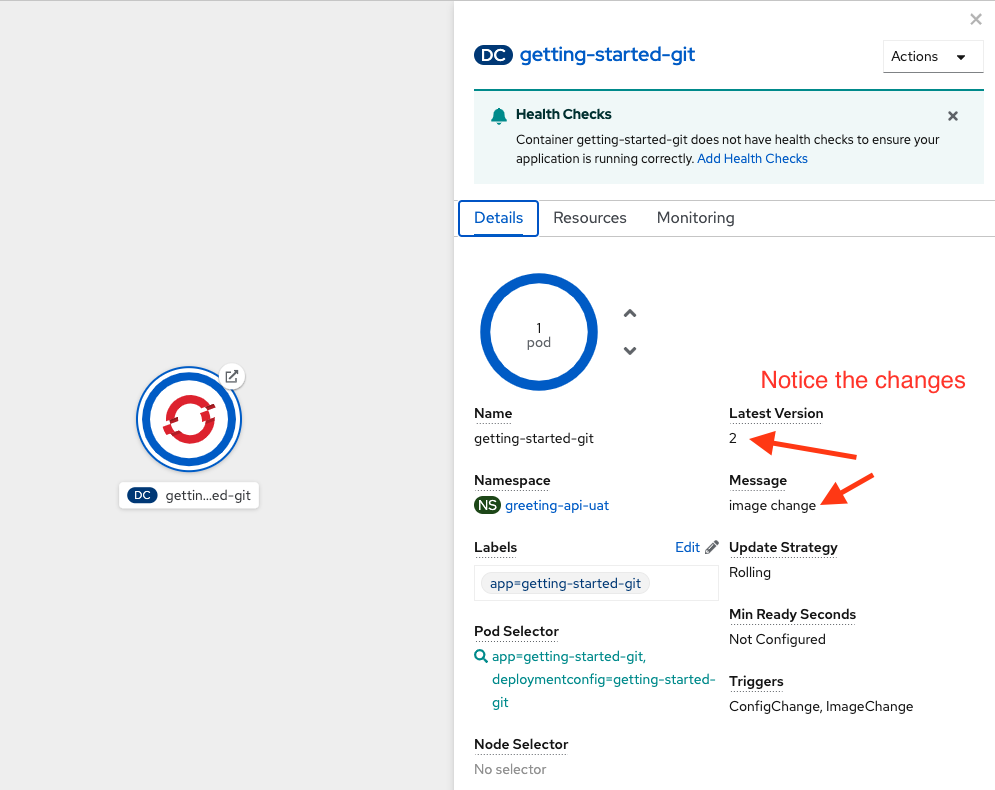 DC getting-started-git
Actions
Health Checks
Container getting-started-git does not have health checks to ensure your
application is running correctly. Add Health Checks
Details Resources Monitoring
1
pod
Notice the changes
Name
getting-started-git
Latest Version
2
Namespace
NS greeting-api-uat
Message
image change
Labels
Edit
app=getting-started-git
Update Strategy
Rolling
Pod Selector
app=getting-started-git,
deploymentconfig=getting-started-
git
Min Ready Seconds
Not Configured
Triggers
ConfigChange, ImageChange
Node Selector
No selector
DC gettin...ed-git